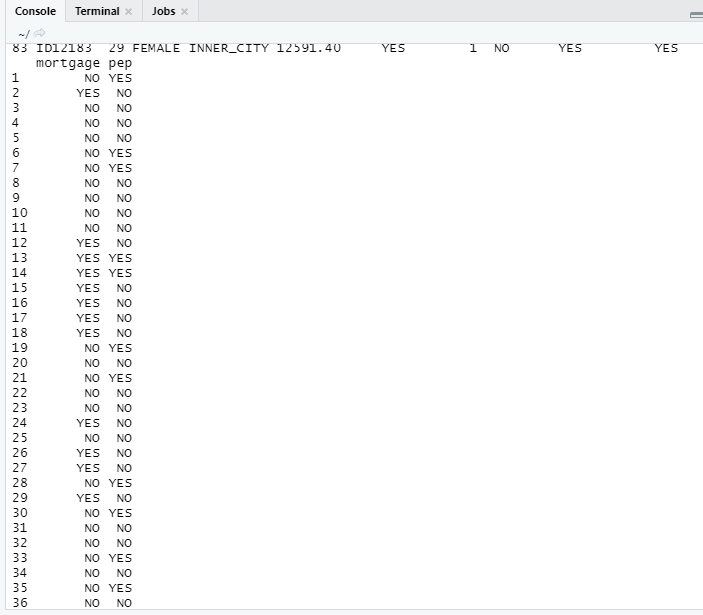 Console Terminal × Jobs ×
~/
83 ID12183 29 FEMALE INNER_CITY 12591.40 YES 1 NO YES YES
mortgage pep
1 NO YES
2 YES NO
3 NO NO
4 NO NO
5 NO NO
6 NO YES
7 NO YES
8 NO NO
9 NO NO
10 NO NO
11 NO NO
12 YES NO
13 YES YES
14 YES YES
15 YES NO
16 YES NO
17 YES NO
18 YES NO
19 NO YES
20 NO NO
21 NO YES
22 NO NO
23 NO NO
24 YES NO
25 NO NO
26 YES NO
27 YES NO
28 NO YES
29 YES NO
30 NO YES
31 NO NO
32 NO NO
33 NO YES
34 NO NO
35 NO YES
36 NO NO